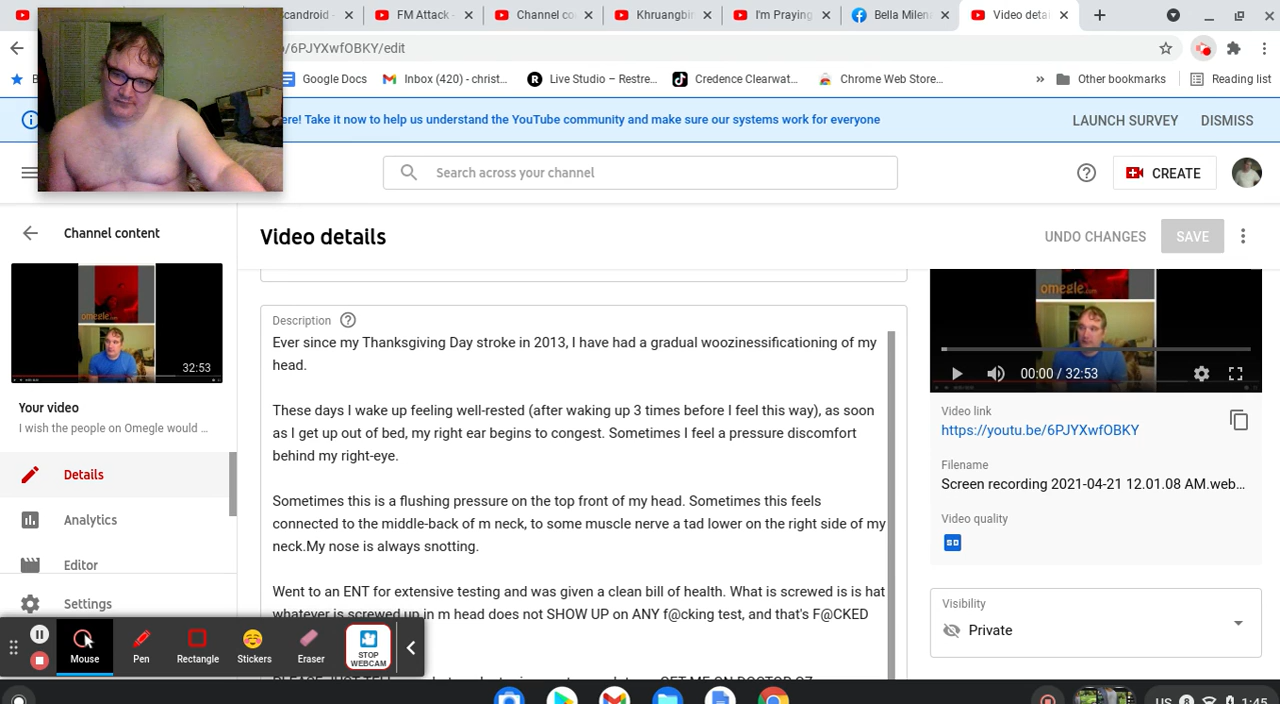 candroid -
FM Attack -
Channel co
Khruangbi
I'm Praying
Bella Milen
Video deta
/6PJYXwfOBKY/edit
Google Docs
Inbox (420) - christ...
Live Studio – Restre...
Credence Clearwat...
Chrome Web Store...
»
Other bookmarks
Reading list
ere! Take it now to help us understand the YouTube community and make sure our systems work for everyone
LAUNCH SURVEY
DISMISS
Search across your channel
CREATE
Channel content
Video details
UNDO CHANGES
SAVE
32:53
Your video
I wish the people on Omegle would ...
Details
Analytics
Editor
Settings
Description
Ever since my Thanksgiving Day stroke in 2013, I have had a gradual woozinessificationing of my
head.
These days I wake up feeling well-rested (after waking up 3 times before I feel this way), as soon
as I get up out of bed, my right ear begins to congest. Sometimes I feel a pressure discomfort
behind my right-eye.
Sometimes this is a flushing pressure on the top front of my head. Sometimes this feels
connected to the middle-back of m neck, to some muscle nerve a tad lower on the right side of my
neck.My nose is always snotting.
Went to an ENT for extensive testing and was given a clean bill of health. What is screwed is is hat
whatever is screwed up in m head does not SHOW UP on ANY f@cking test, and that's F@CKED
omegle
00:00 / 32:53
Video link
https://youtu.be/6PJYXwfOBKY
Filename
Screen recording 2021-04-21 12.01.08 AM.web...
Video quality
SD
Visibility
Private
Mouse
Pen
Rectangle
Stickers
Eraser
STOP
WEBCAM
US
1:45